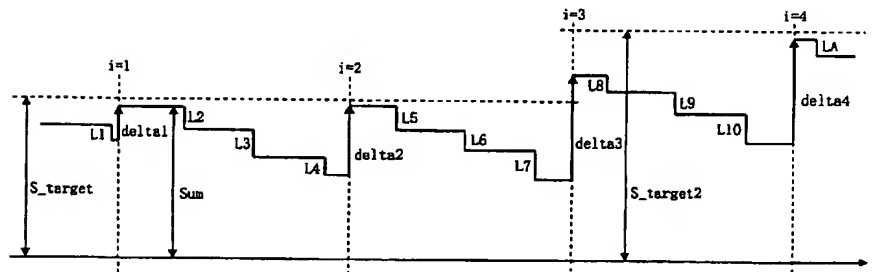 i=3
i=4
i=1
i=2
LA
L8
L1
delta1
L2
L5
L9
delta4
L3
L6
L10
L4
delta2
L7
delta3
S_target
Sum
S_target2